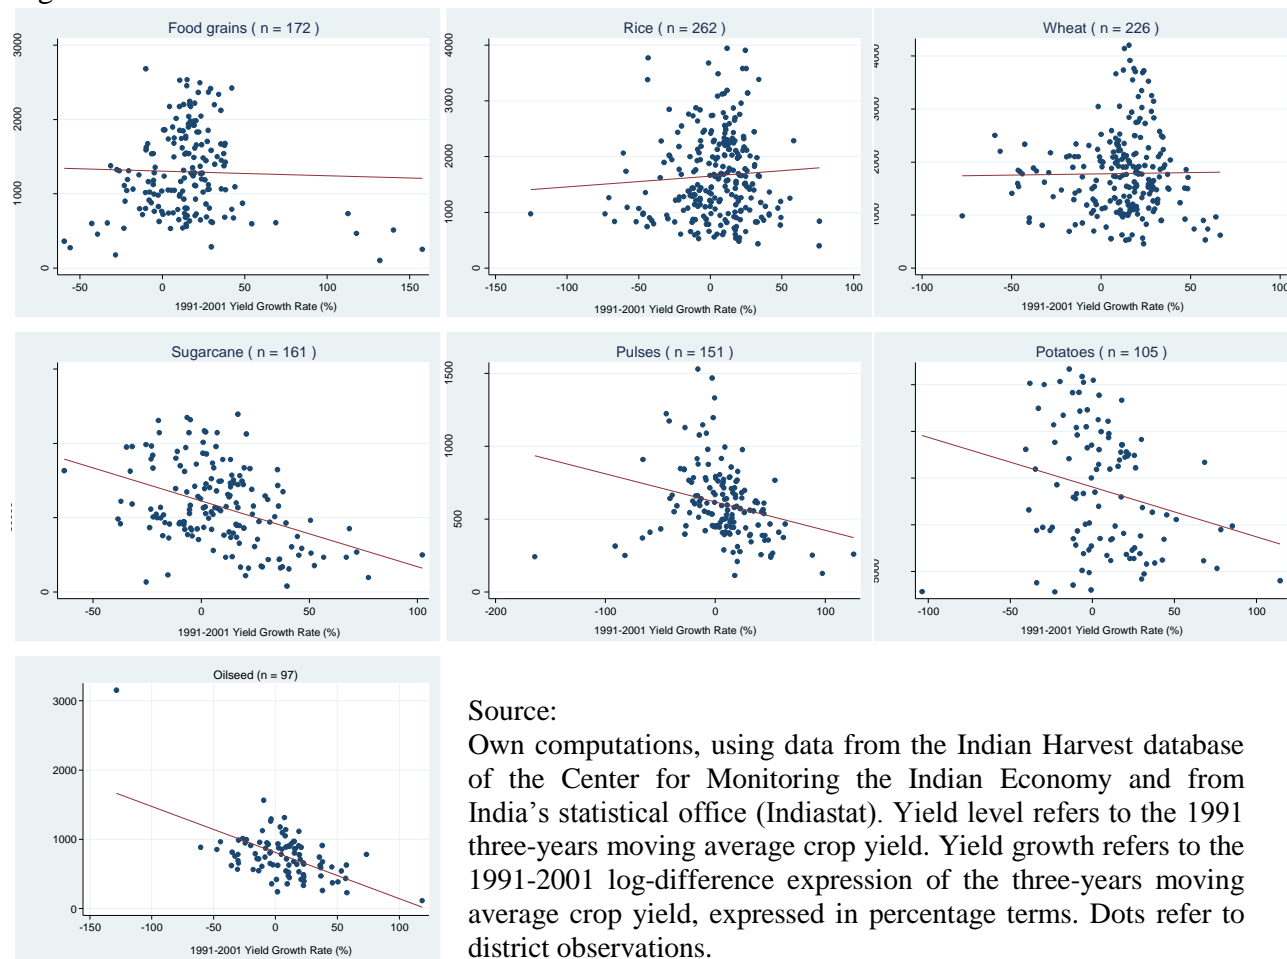 Food grains ( n = 172 )
3000
2000
1000
0
-50 0 50 100 150
1991-2001 Yield Growth Rate (%)
Rice ( n = 262 )
4000
3000
2000
1000
0
-150 -100 -50 0 50 100
1991-2001 Yield Growth Rate (%)
Wheat ( n = 226 )
4000
3000
2000
1000
0
-100 -50 0 50 100
1991-2001 Yield Growth Rate (%)
Sugarcane ( n = 161 )
0
-50 0 50 100
1991-2001 Yield Growth Rate (%)
Pulses ( n = 151 )
1500
1000
500
0
-200 -100 0 100
1991-2001 Yield Growth Rate (%)
Potatoes ( n = 105 )
5000
-100 -50 0 50 100
1991-2001 Yield Growth Rate (%)
Oilseed (n = 97)
3000
2000
1000
0
-150 -100 -50 0 50 100
1991-2001 Yield Growth Rate (%)
Source:
Own computations, using data from the Indian Harvest database
of the Center for Monitoring the Indian Economy and from
India's statistical office (Indiastat). Yield level refers to the 1991
three-years moving average crop yield. Yield growth refers to the
1991-2001 log-difference expression of the three-years moving
average crop yield, expressed in percentage terms. Dots refer to
district observations.